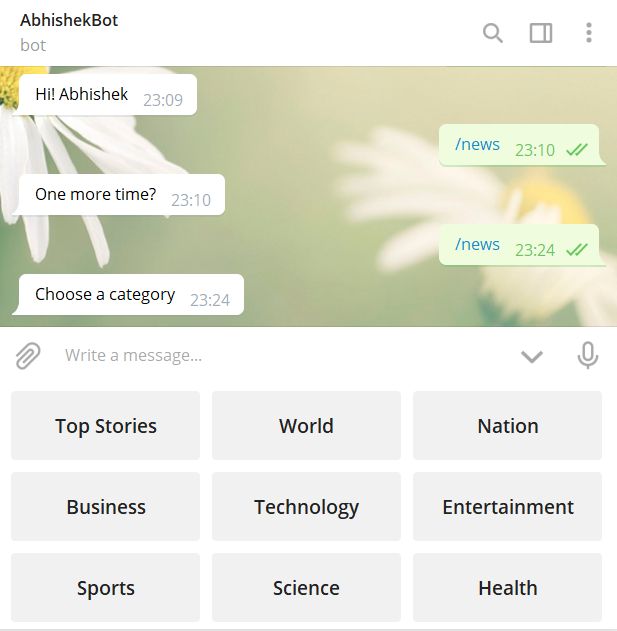 AbhishekBot
bot
Hi! Abhishek 23:09
/news 23:10
One more time? 23:10
/news 23:24
Choose a category 23:24
Write a message...
Top Stories World Nation
Business Technology Entertainment
Sports Science Health